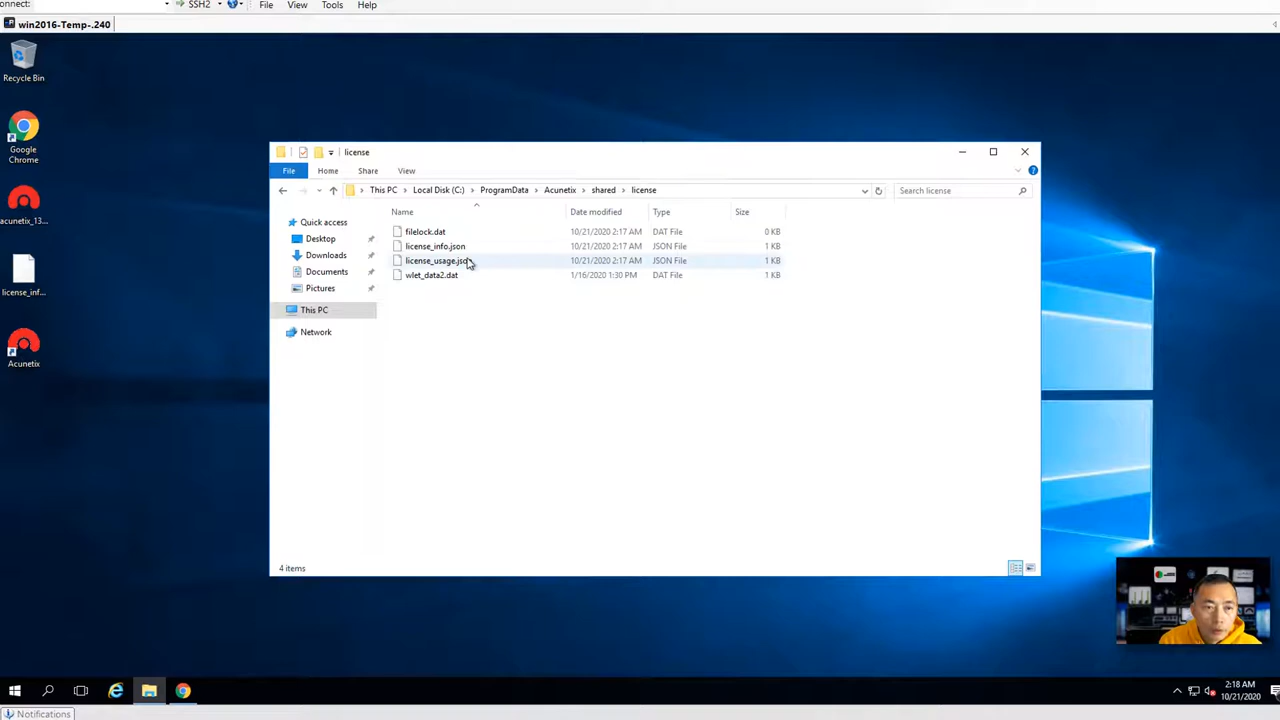 onnect:
SSH2
File View Tools Help
win2016-Temp-.240
Recycle Bin
Google
Chrome
acunetix_13...
license_inf...
Acunetix
license
File Home Share View
This PC Local Disk (C:) ProgramData Acunetix shared license
Search license
Quick access
Desktop
Downloads
Documents
Pictures
This PC
Network
Name Date modified Type Size
filelock.dat 10/21/2020 2:17 AM DAT File 0 KB
license_info.json 10/21/2020 2:17 AM JSON File 1 KB
license_usage.json 10/21/2020 2:17 AM JSON File 1 KB
wlet_data2.dat 1/16/2020 1:30 PM DAT File 1 KB
4 items
2:18 AM
10/21/2020
Notifications